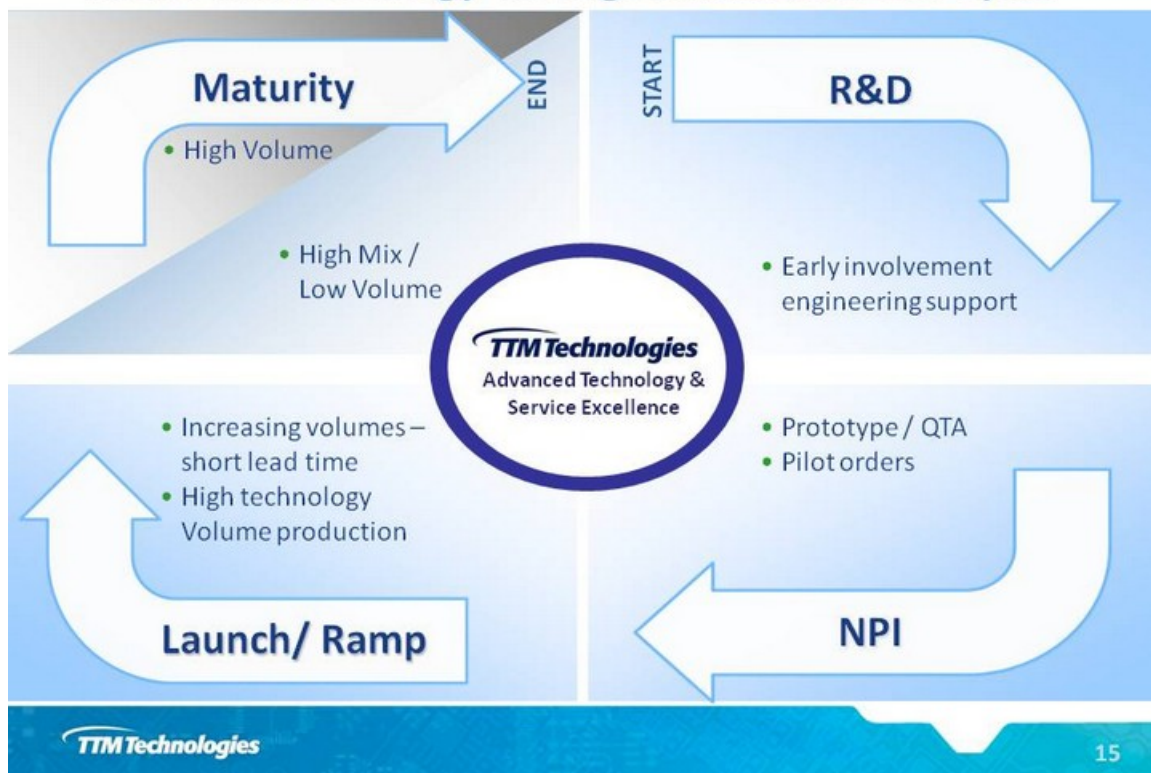 Maturity
END
• High Volume
• High Mix /
Low Volume
START
R&D
• Early involvement
engineering support
TTM Technologies
Advanced Technology &
Service Excellence
• Increasing volumes –
short lead time
• High technology
Volume production
Launch/ Ramp
• Prototype / QTA
• Pilot orders
NPI
TTM Technologies
15